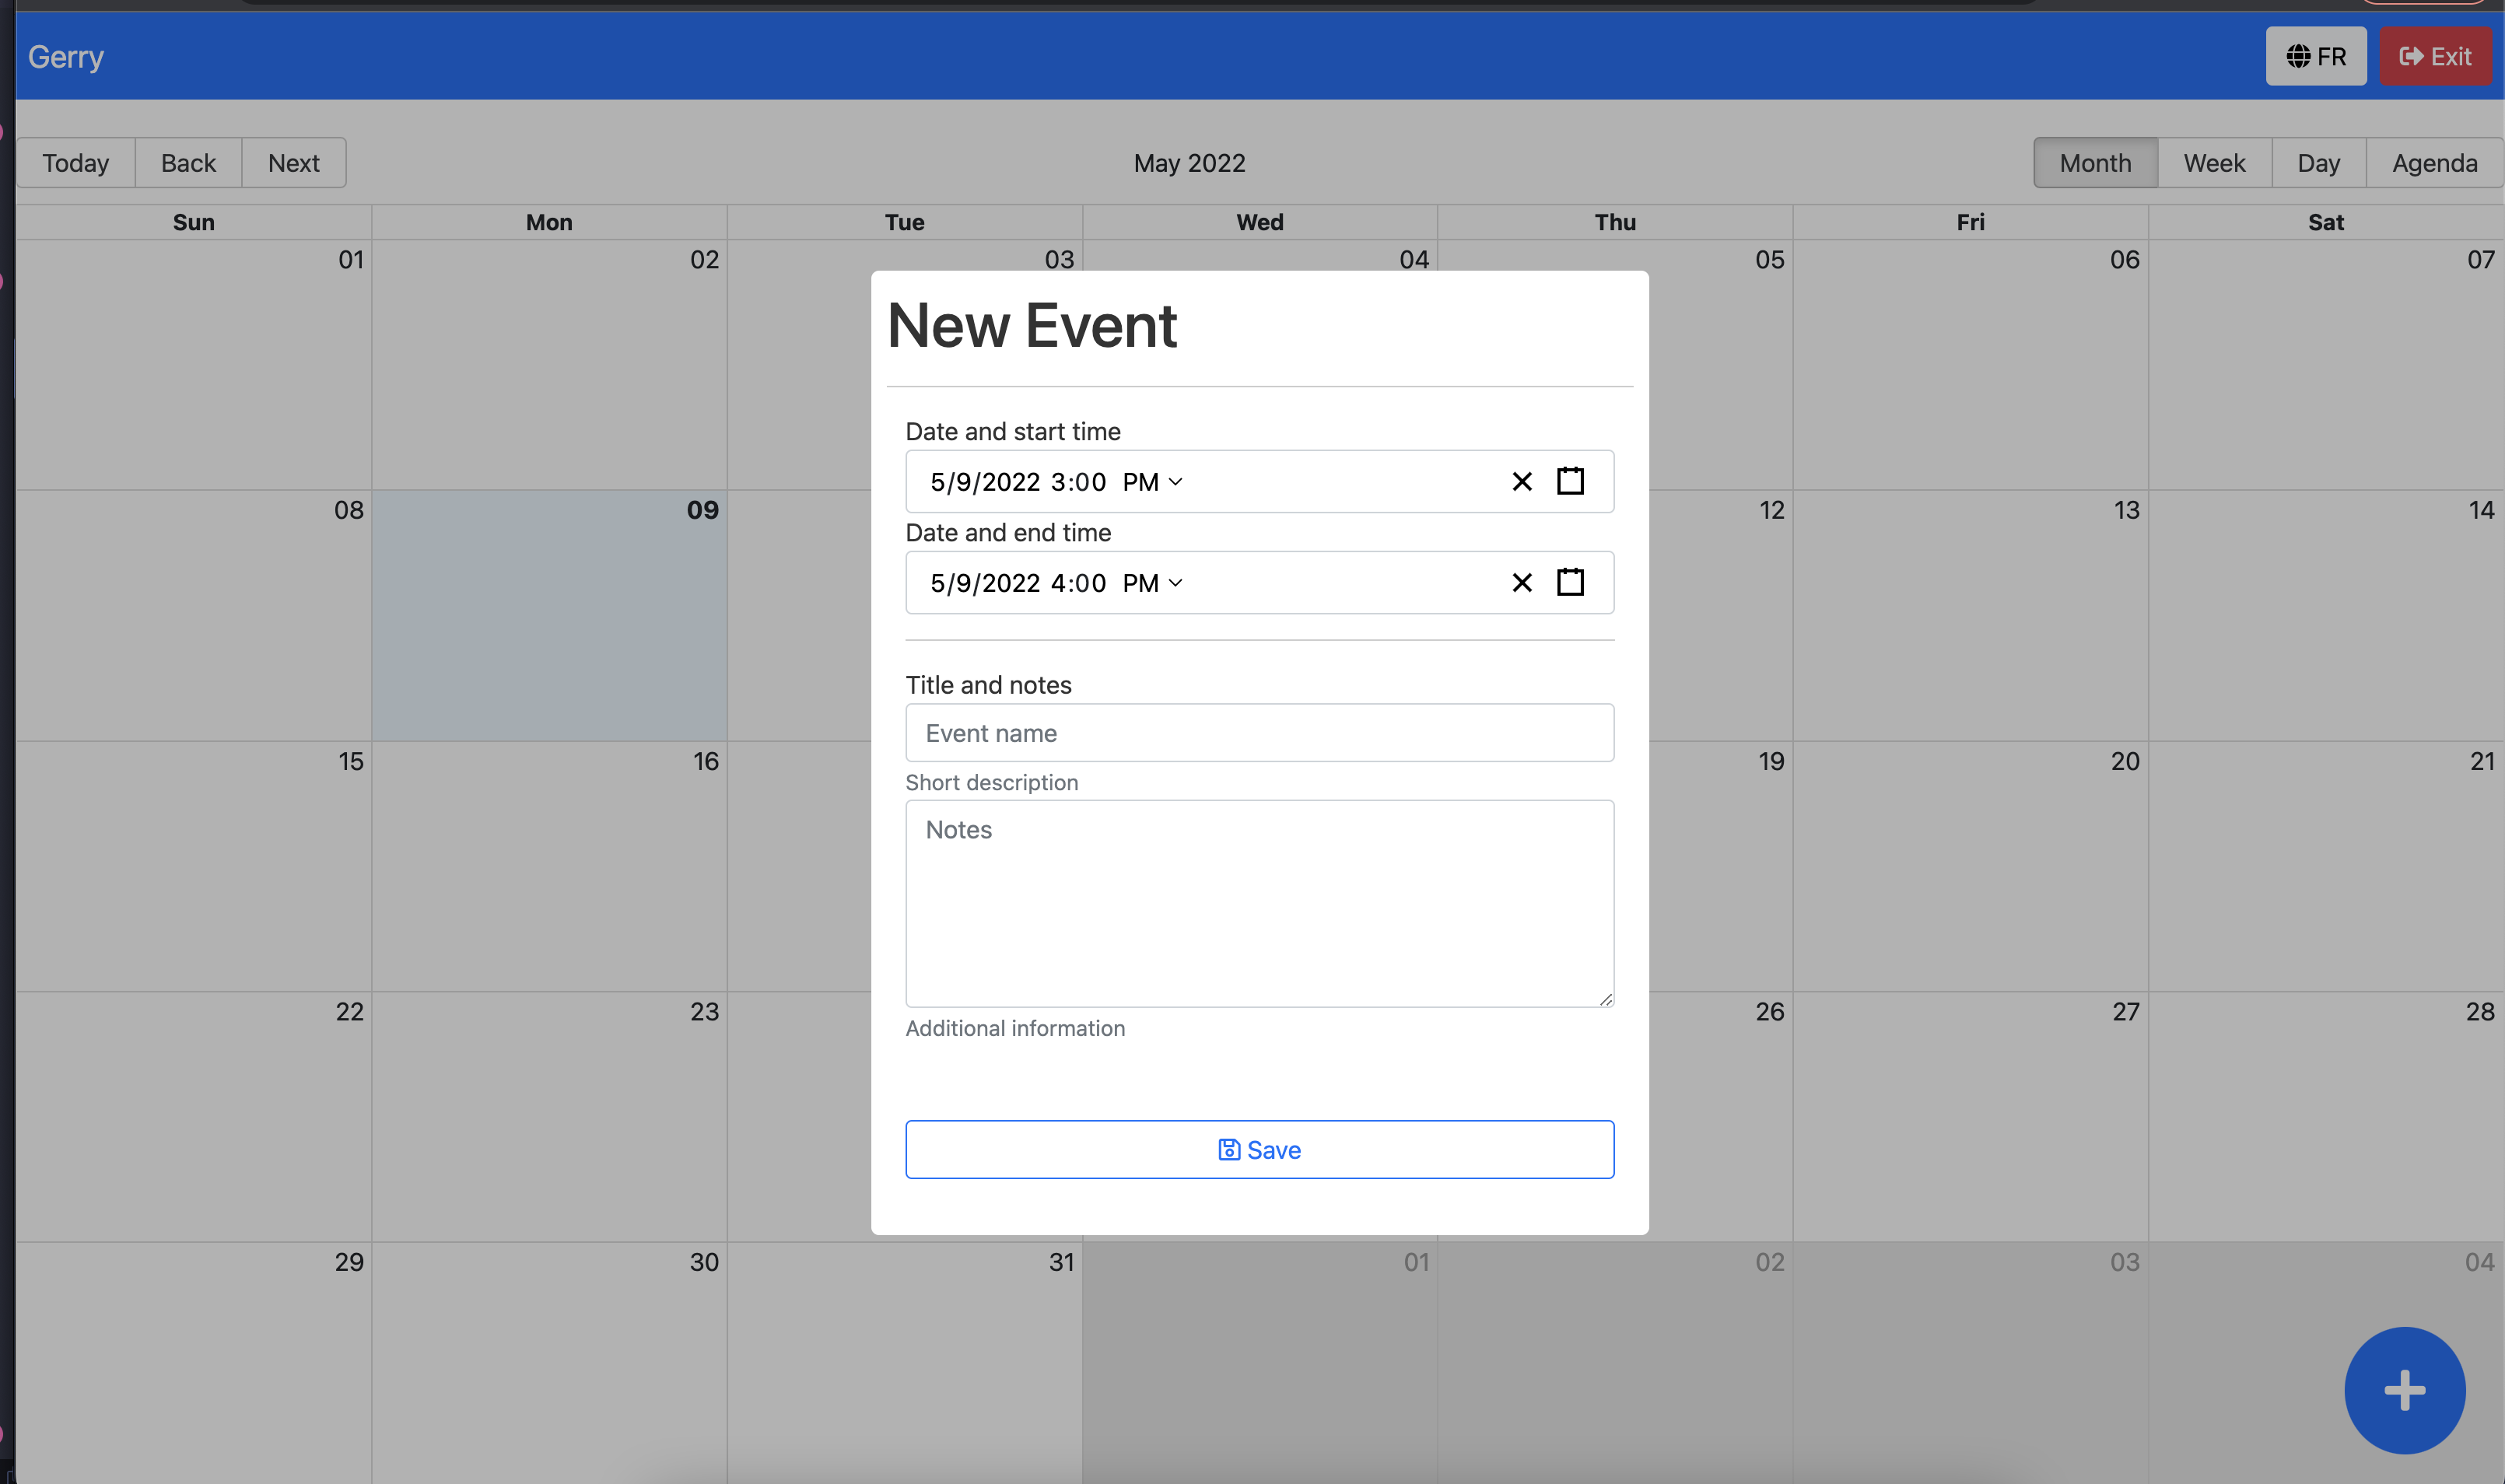 Gerry FR Exit
Today Back Next May 2022 Month Week Day Agenda
Sun Mon Tue Wed Thu Fri Sat
01 02 03 04 05 06 07
New Event
Date and start time
5/9/2022 3:00 PM
Date and end time
5/9/2022 4:00 PM
Title and notes
Event name
Short description
Notes
Additional information
Save
08 09 12 13 14
15 16 19 20 21
22 23 26 27 28
29 30 31 01 02 03 04